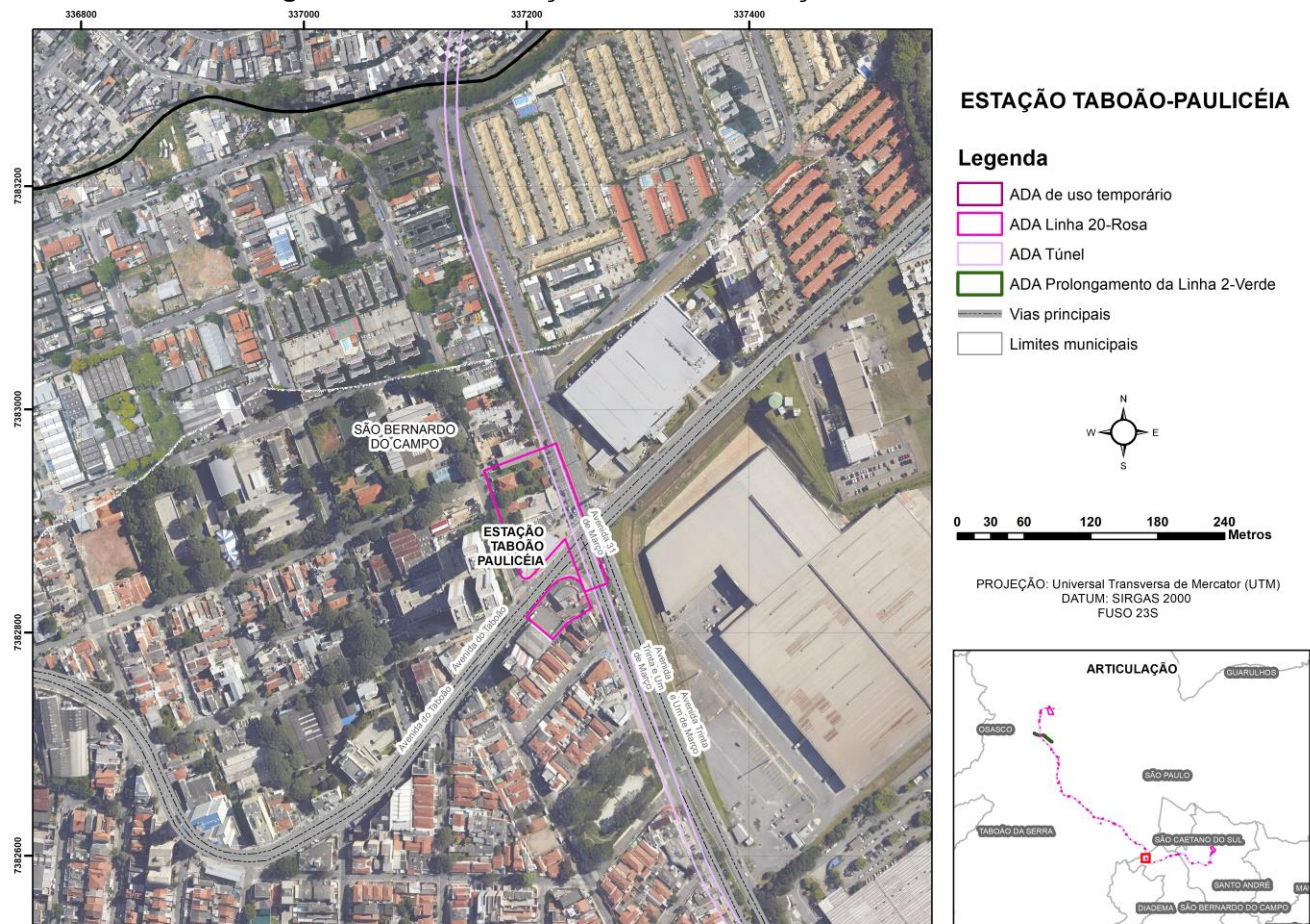 336800
337000
337200
337400
7383200
7383000
7382800
7382600
SÃO BERNARDO
DO CAMPO
ESTAÇÃO
TABOÃO
PAULICÉIA
Avenida 31
de Março
Avenida do Taboão
Avenida do Taboão
Avenida
Trinta e Um
de Março
Avenida Trinta
e Um de Março
ESTAÇÃO TABOÃO-PAULICÉIA
Legenda
ADA de uso temporário
ADA Linha 20-Rosa
ADA Túnel
ADA Prolongamento da Linha 2-Verde
Vias principais
Limites municipais
N
W
E
S
0 30 60 120 180 240
Metros
PROJEÇÃO: Universal Transversa de Mercator (UTM)
DATUM: SIRGAS 2000
FUSO 23S
ARTICULAÇÃO
GUARULHOS
OSASCO
SÃO PAULO
TABOÃO DA SERRA
SÃO CAETANO DO SUL
SANTO ANDRÉ
DIADEMA
SÃO BERNARDO DO CAMPO